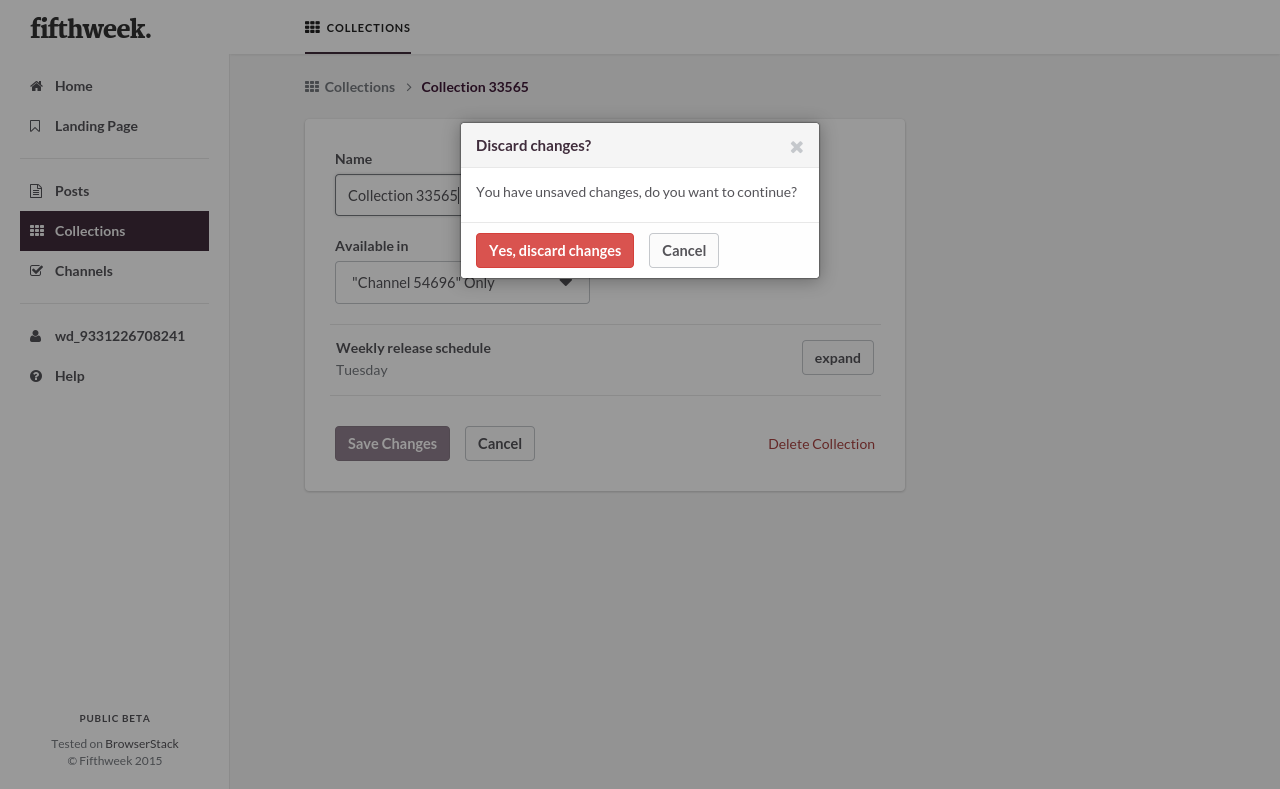 fifthweek.
COLLECTIONS
Home
Landing Page
Posts
Collections
Channels
wd_9331226708241
Help
PUBLIC BETA
Tested on BrowserStack
© Fifthweek 2015
Collections > Collection 33565
Name
Collection 33565
Available in
"Channel 54696" Only
Weekly release schedule
Tuesday
expand
Save Changes
Cancel
Delete Collection
Discard changes?
You have unsaved changes, do you want to continue?
Yes, discard changes
Cancel